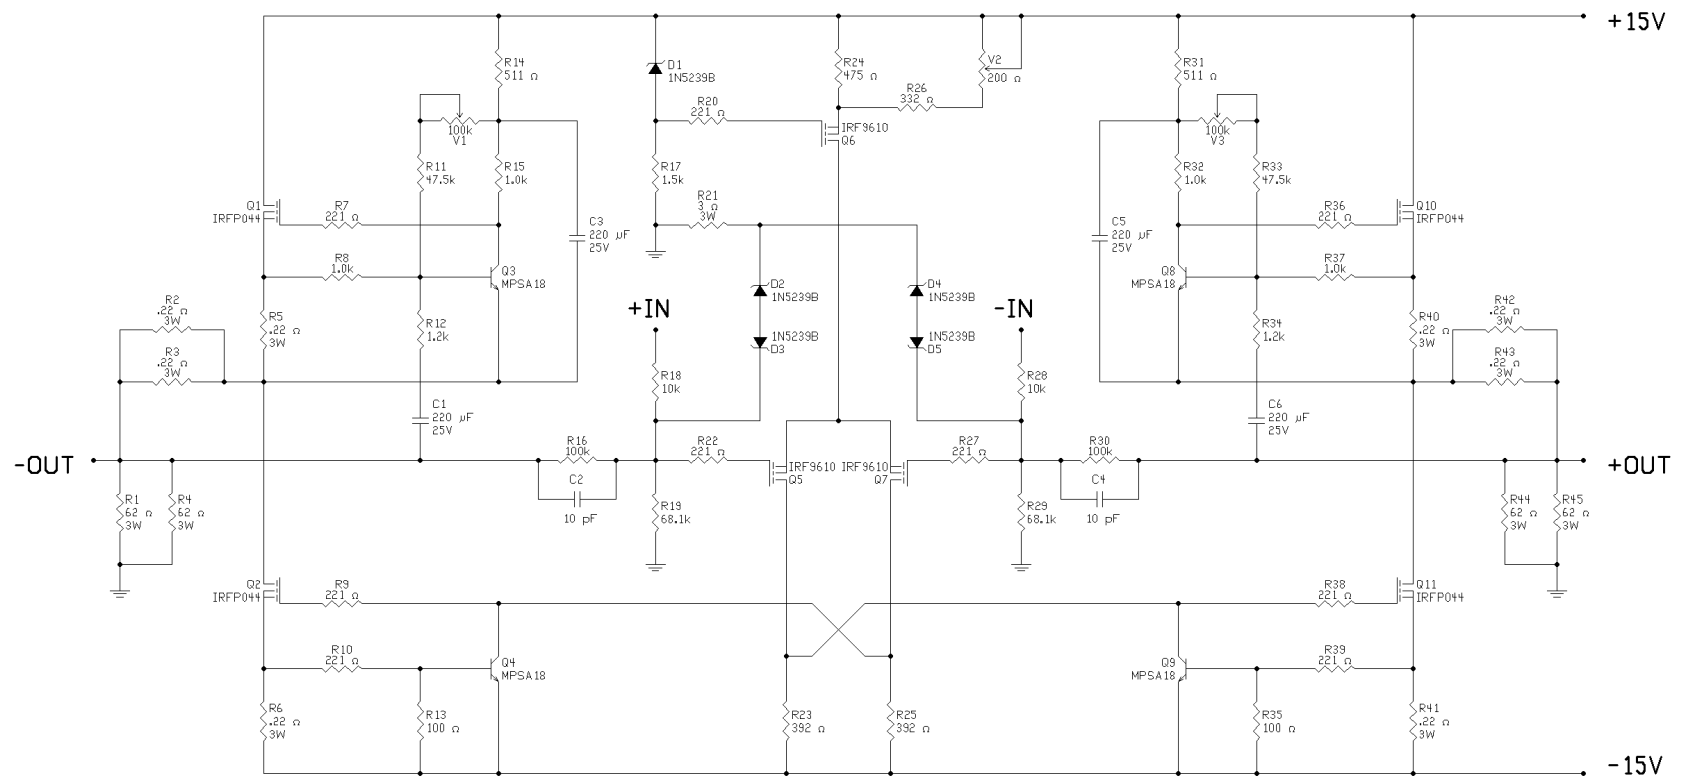 +15V
R14
511 Ω
D1
1N5239B
R24
475 Ω
V2
200 Ω
R31
511 Ω
R26
332 Ω
R20
221 Ω
IRF9610
Q6
100k
V1
100k
V3
R11
47.5k
R15
1.0k
R17
1.5k
R32
1.0k
R33
47.5k
R21
3 Ω
3W
Q1
IRFP044
R7
221 Ω
C3
220 µF
25V
C5
220 µF
25V
R36
221 Ω
Q10
IRFP044
R8
1.0k
Q3
MPSA18
D2
1N5239B
D4
1N5239B
Q8
MPSA18
R37
1.0k
+IN
-IN
R2
.22 Ω
3W
R5
.22 Ω
3W
R12
1.2k
1N5239B
D3
1N5239B
D5
R34
1.2k
R40
.22 Ω
3W
R42
.22 Ω
3W
R3
.22 Ω
3W
R43
.22 Ω
3W
R18
10k
R28
10k
C1
220 µF
25V
C6
220 µF
25V
-OUT
R16
100k
R22
221 Ω
IRF9610
Q5
IRF9610
Q7
R27
221 Ω
R30
100k
+OUT
C2
10 pF
C4
10 pF
R1
62 Ω
3W
R4
62 Ω
3W
R19
68.1k
R29
68.1k
R44
62 Ω
3W
R45
62 Ω
3W
Q2
IRFP044
R9
221 Ω
R38
221 Ω
Q11
IRFP044
R10
221 Ω
Q4
MPSA18
Q9
MPSA18
R39
221 Ω
R6
.22 Ω
3W
R13
100 Ω
R23
392 Ω
R25
392 Ω
R35
100 Ω
R41
.22 Ω
3W
-15V